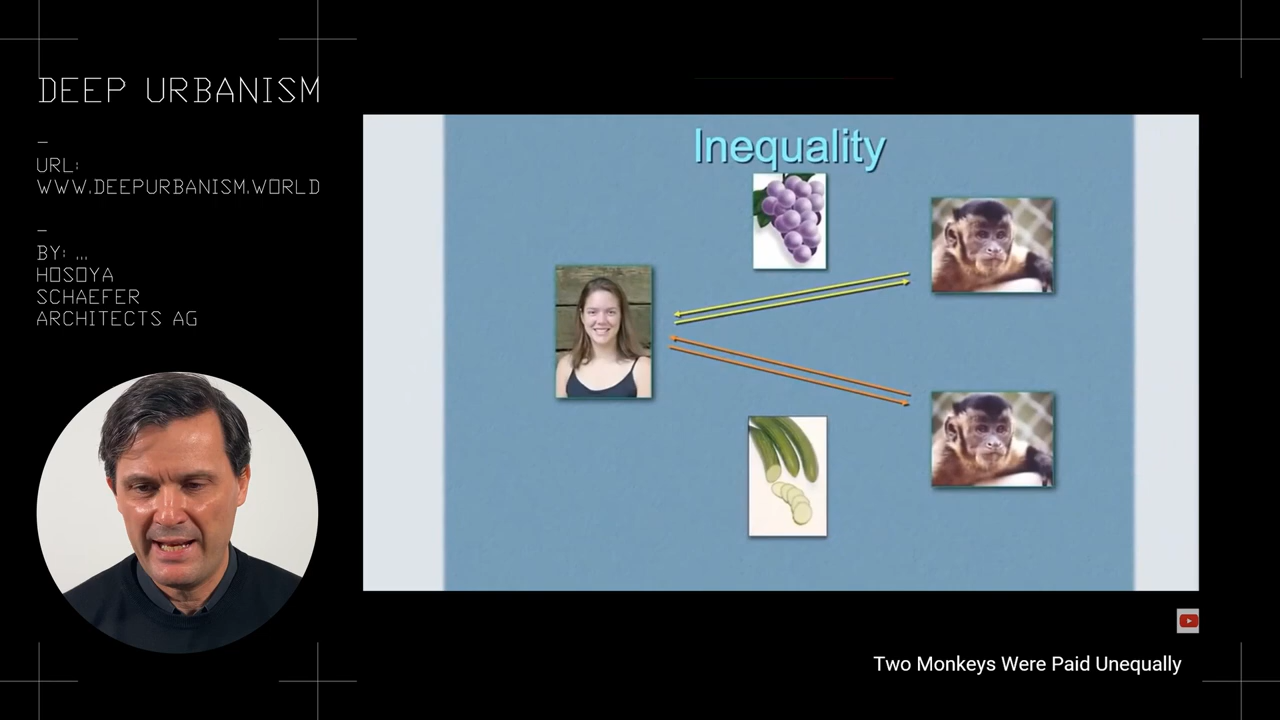 DEEP URBANISM
–
URL:
WWW.DEEPURBANISM.WORLD
–
BY: ...
HOSOYA
SCHAEFER
ARCHITECTS AG
Inequality
Two Monkeys Were Paid Unequally